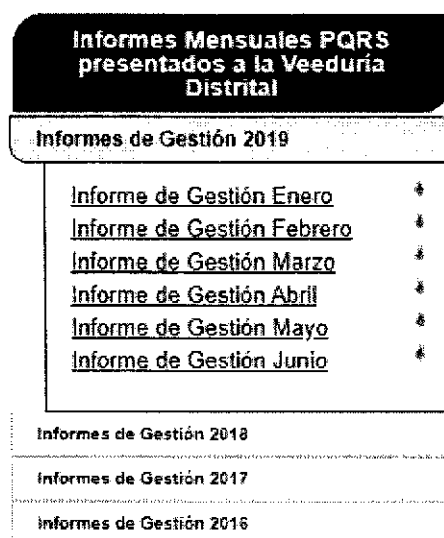 Informes Mensuales PQRS
presentados a la Veeduría
Distrital
Informes de Gestión 2019
Informe de Gestión Enero
Informe de Gestión Febrero
Informe de Gestión Marzo
Informe de Gestión Abril
Informe de Gestión Mayo
Informe de Gestión Junio
Informes de Gestión 2018
Informes de Gestión 2017
Informes de Gestión 2016